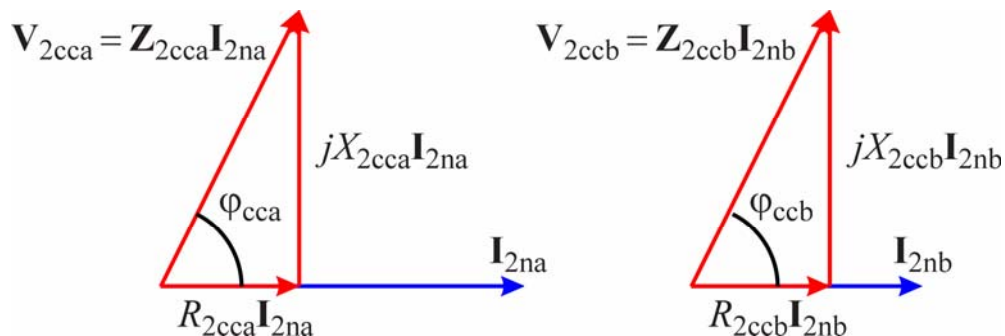 V₂cca = Z₂ccaI₂na
jX₂ccaI₂na
φcca
I₂na
R₂ccaI₂na
V₂ccb = Z₂ccbI₂nb
jX₂ccbI₂nb
φccb
I₂nb
R₂ccbI₂nb